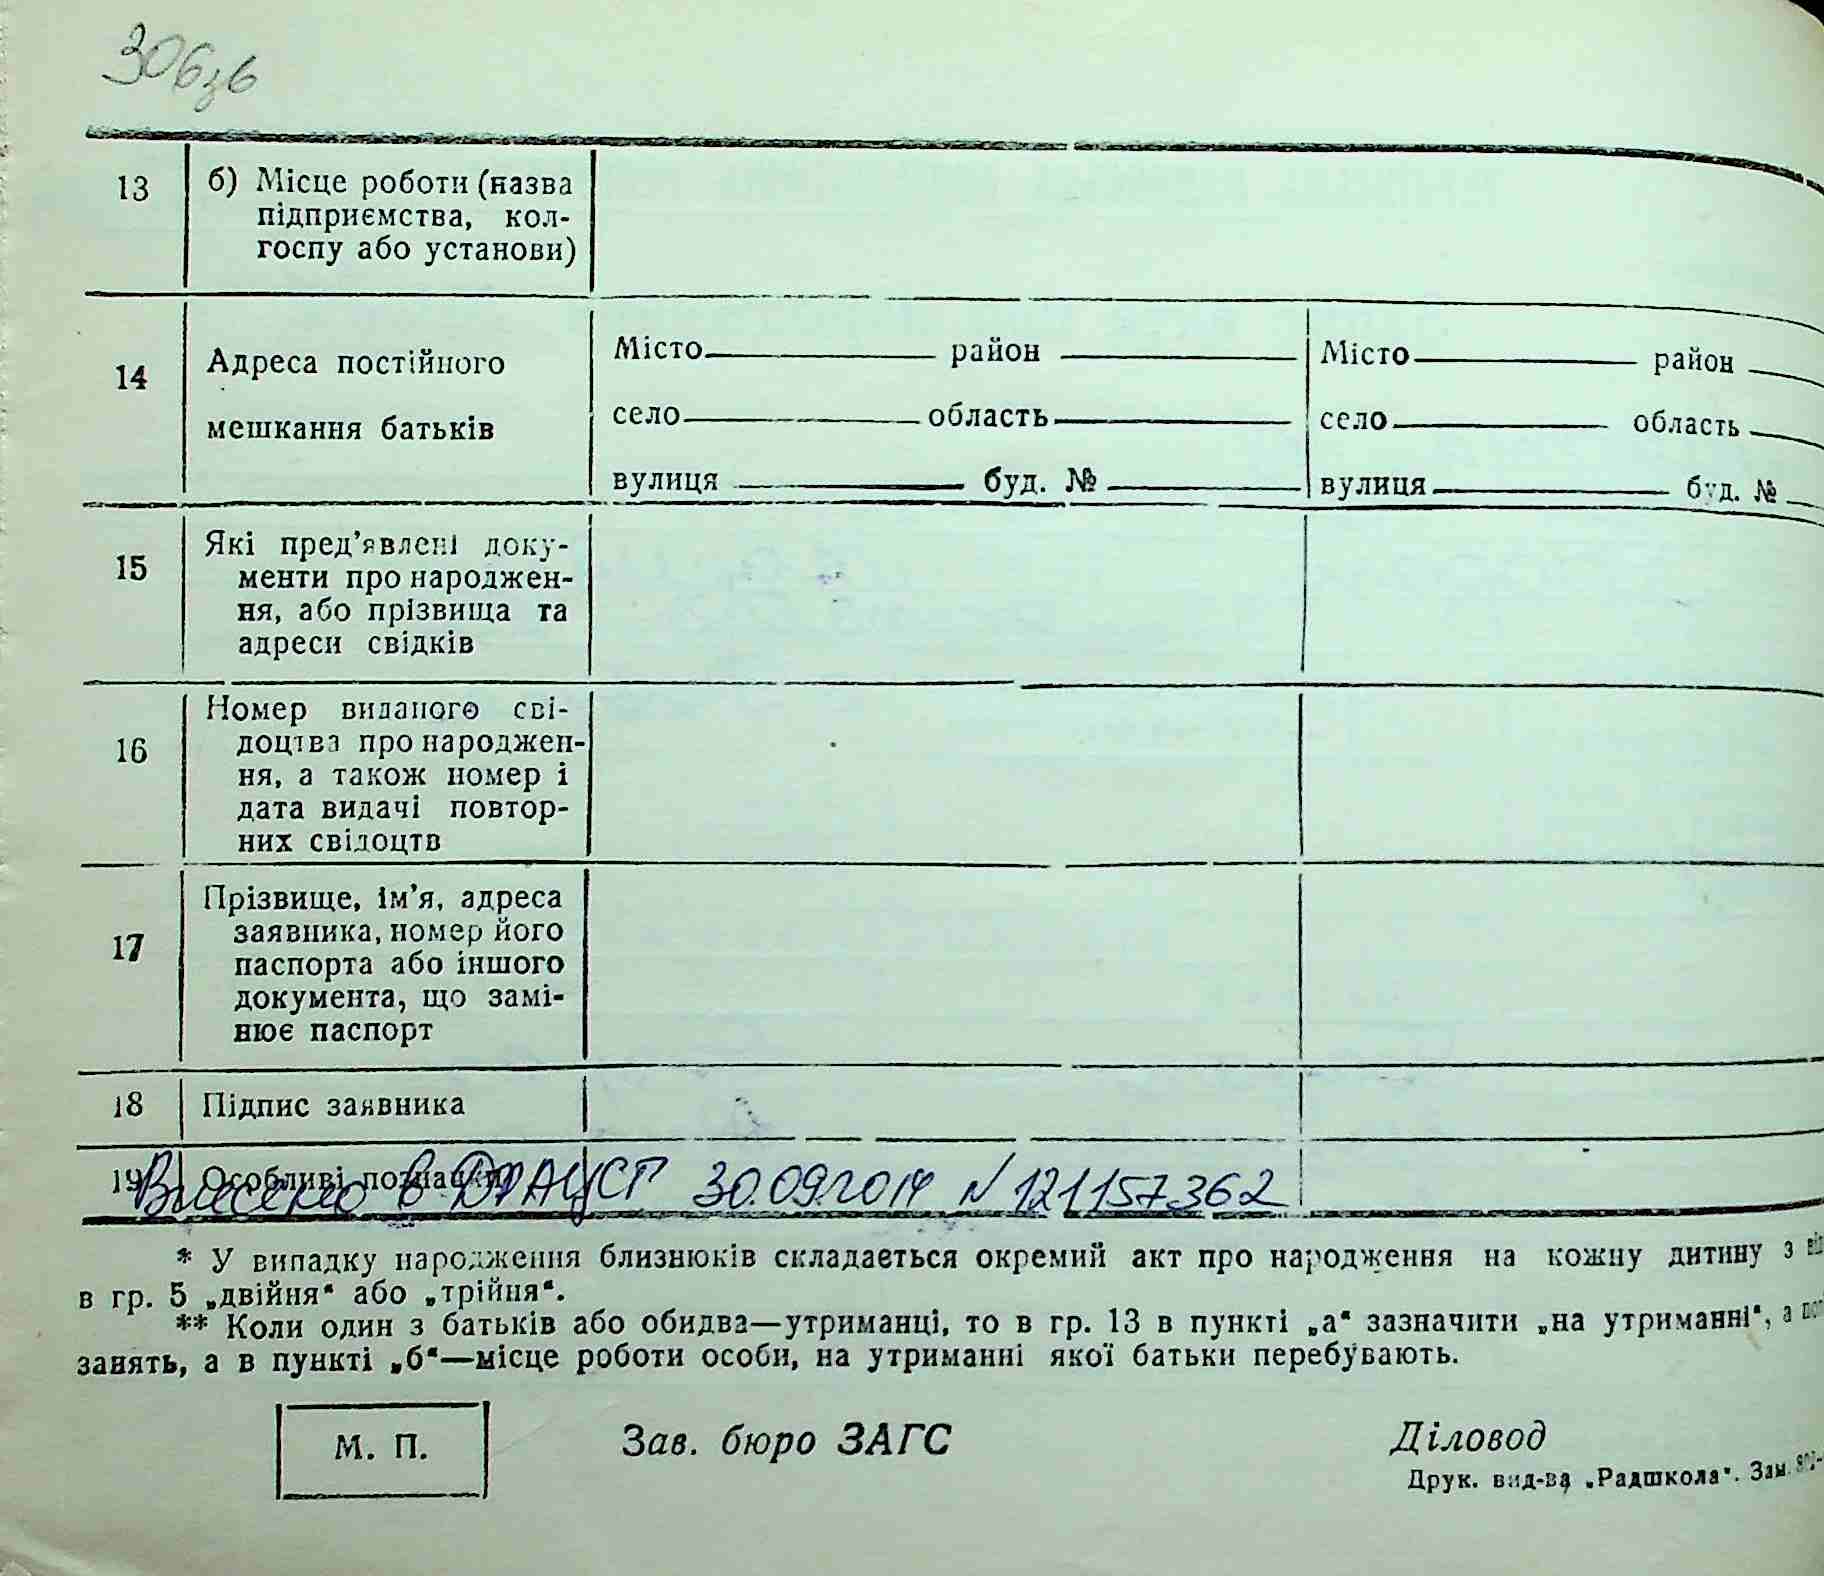 306зв
13 б) Місце роботи (назва
підприємства, кол-
госпу або установи)
14 Адреса постійного
мешкання батьків
Місто район
село область
вулиця буд. №
Місто район
село область
вулиця буд. №
15 Які пред’явлені доку-
менти про народжен-
ня, або прізвища та
адреси свідків
16 Номер виданого сві-
доцтва про народжен-
ня, а також номер і
дата видачі повтор-
них свідоцтв
17 Прізвище, ім’я, адреса
заявника, номер його
паспорта або іншого
документа, що замі-
нює паспорт
18 Підпис заявника
19 Особливі познач
Внесено в ДРАЦСГ 30.09.2014 N 121157362
* У випадку народження близнюків складається окремий акт про народження на кожну дитину з
в гр. 5 „двійня“ або „трійня“.
** Коли один з батьків або обидва—утриманці, то в гр. 13 в пункті „а“ зазначити „на утриманні“, а
занять, а в пункті „б“—місце роботи особи, на утриманні якої батьки перебувають.
М. П. Зав. бюро ЗАГС Діловод
Друк. вид-ва „Радшкола“. Зам.